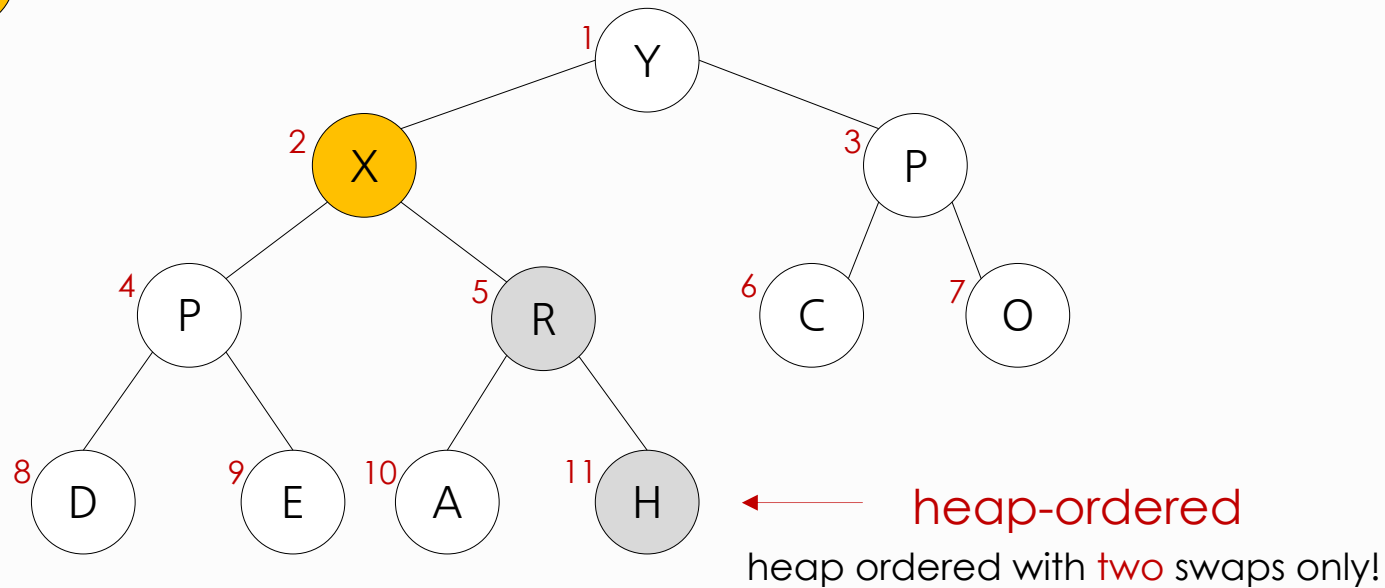 1 Y
2 X 3 P
4 P 5 R 6 C 7 O
8 D 9 E 10 A 11 H heap-ordered
heap ordered with two swaps only!